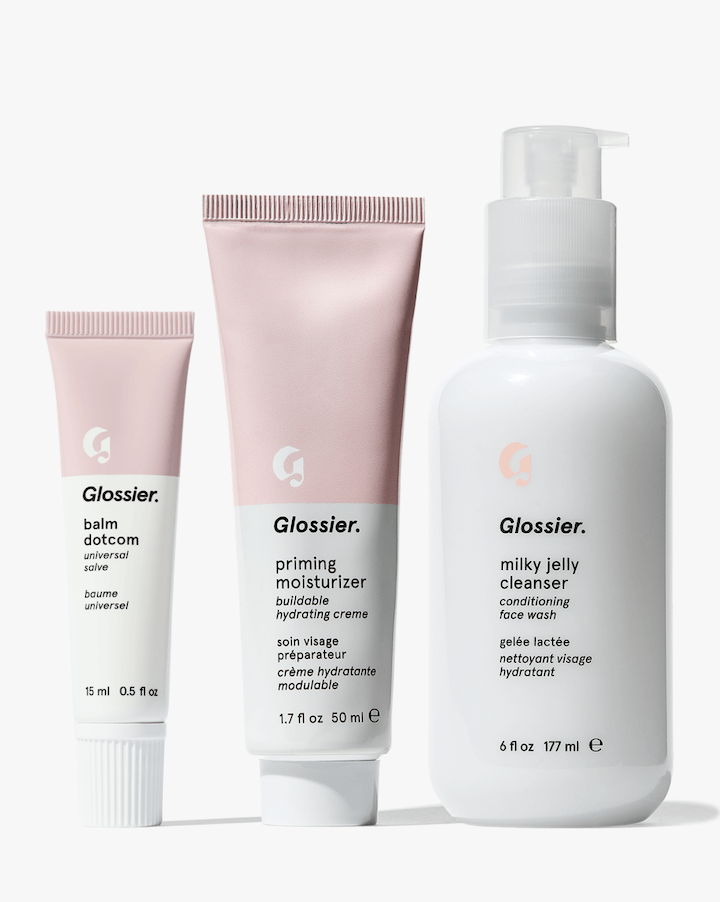 G
Glossier.
balm
dotcom
universal
salve
baume
universel
15 ml 0.5 fl oz
G
Glossier.
priming
moisturizer
buildable
hydrating creme
soin visage
préparateur
crème hydratante
modulable
1.7 fl oz 50 ml ℮
G
Glossier.
milky jelly
cleanser
conditioning
face wash
gelée lactée
nettoyant visage
hydratant
6 fl oz 177 ml ℮